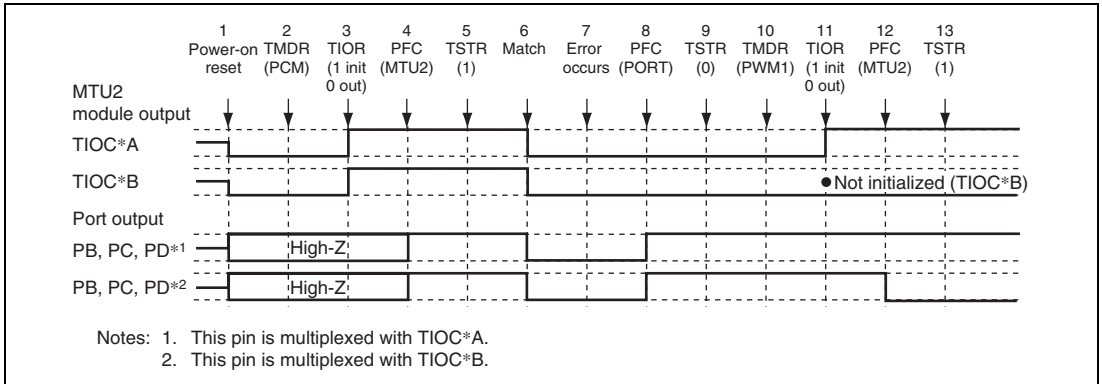 1 2 3 4 5 6 7 8 9 10 11 12 13
Power-on TMDR TIOR PFC TSTR Match Error PFC TSTR TMDR TIOR PFC TSTR
reset (PCM) (1 init (MTU2) (1) occurs (PORT) (0) (PWM1) (1 init (MTU2) (1)
0 out) 0 out)
MTU2
module output
TIOC*A
TIOC*B
●Not initialized (TIOC*B)
Port output
PB, PC, PD*1 High-Z
PB, PC, PD*2 High-Z
Notes: 1. This pin is multiplexed with TIOC*A.
2. This pin is multiplexed with TIOC*B.